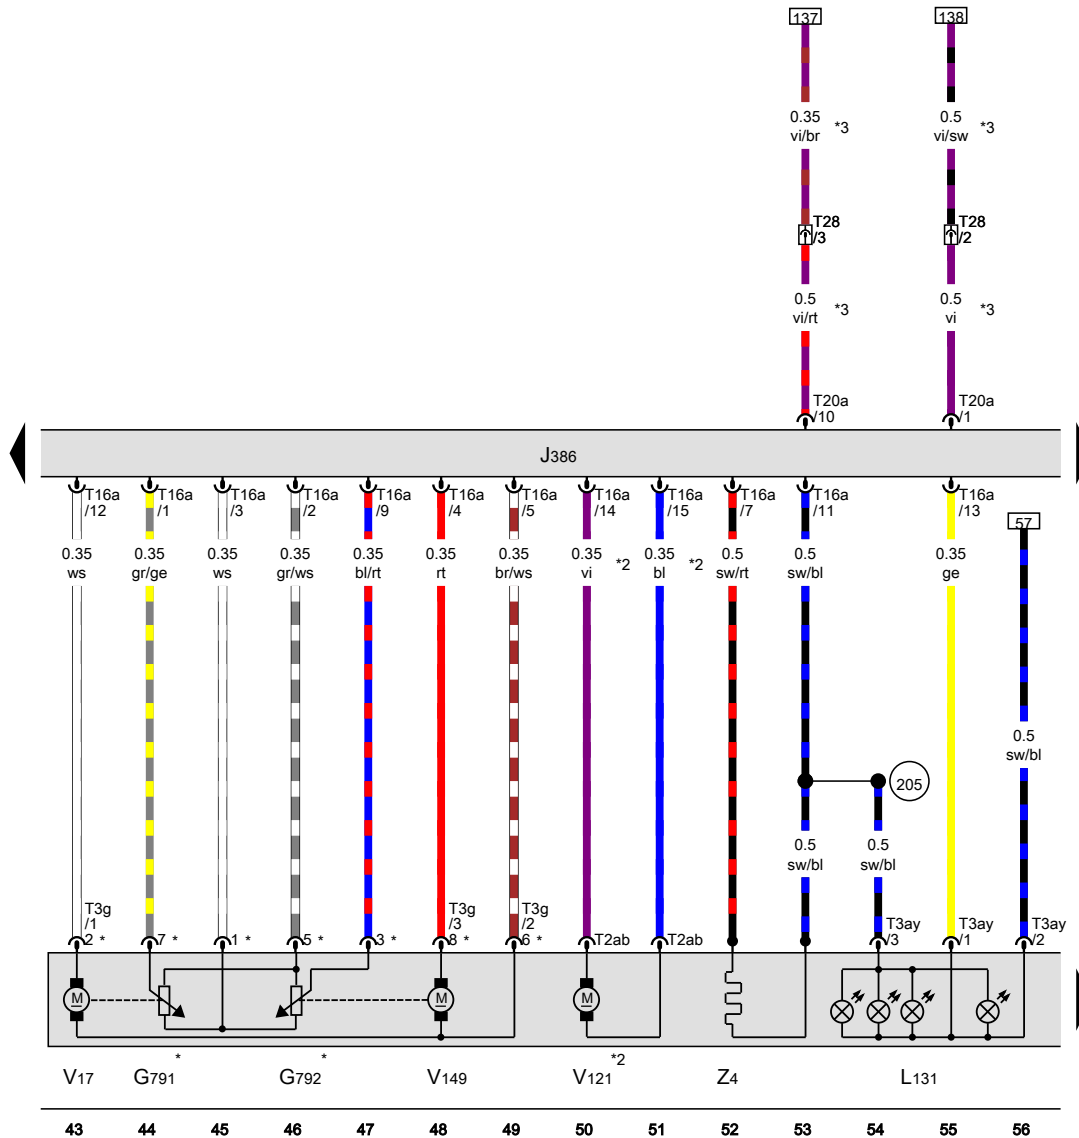 137 138
0.35 0.5
vi/br *3 vi/sw *3
T28 T28
/3 /2
0.5 0.5
vi/rt *3 vi *3
T20a T20a
/10 /1
J386
T16a T16a T16a T16a T16a T16a T16a T16a T16a T16a T16a T16a
/12 /1 /3 /2 /9 /4 /5 /14 /15 /7 /11 /13
57
0.35 0.35 0.35 0.35 0.35 0.35 0.35 0.35 0.35 0.5 0.5 0.35
ws gr/ge ws gr/ws bl/rt rt br/ws vi *2 bl *2 sw/rt sw/bl ge
0.5
sw/bl
205
0.5 0.5
sw/bl sw/bl
T3g T3g T3g
/1 /3 /2
T3ay T3ay T3ay
/3 /1 /2
2 * 7 * 1 * 5 * 3 * 8 * 6 * T2ab T2ab
M M M
* * *2
V17 G791 G792 V149 V121 Z4 L131
43 44 45 46 47 48 49 50 51 52 53 54 55 56